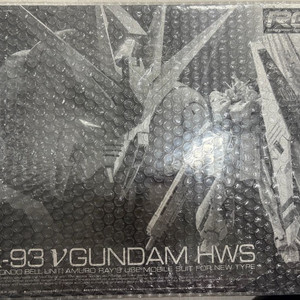 RG
-93 νGUNDAM HWS
LONDO BELL UNIT AMURO RAY'S USE MOBILE SUIT FOR NEW TYPE